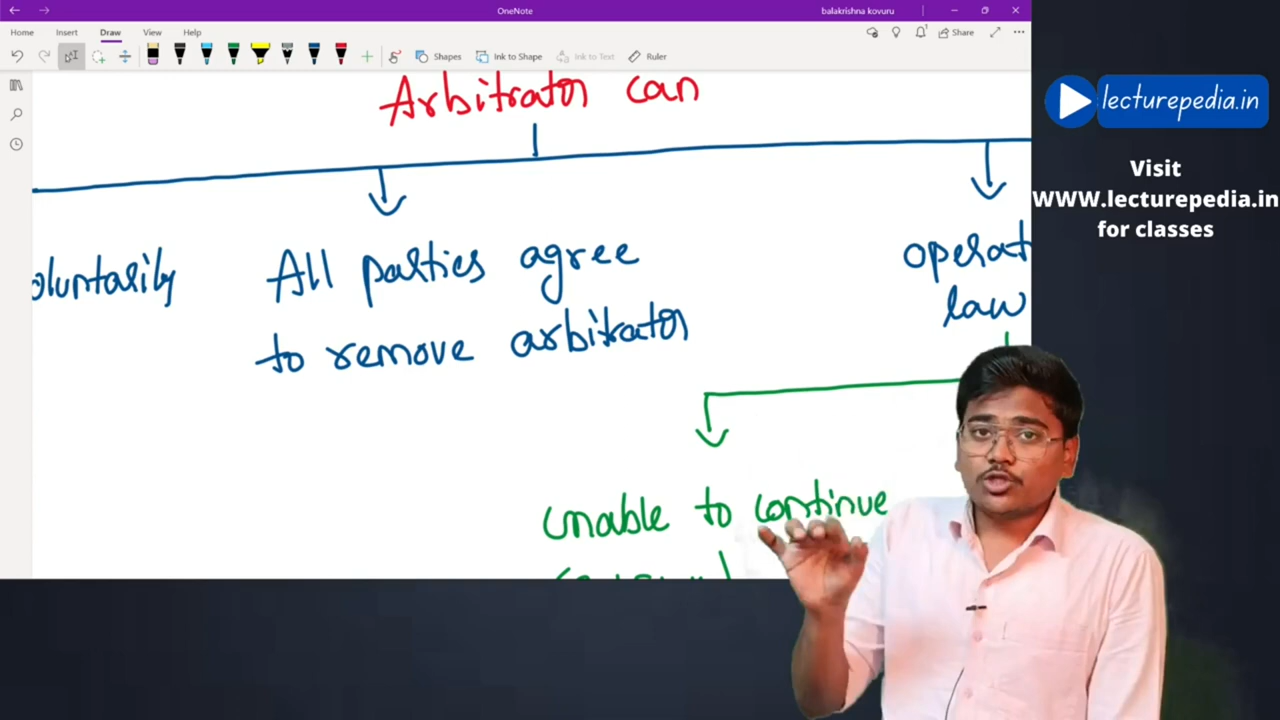 OneNote
balakrishna kovuru
Home Insert Draw View Help
Share
Shapes Ink to Shape Ink to Text Ruler
Arbitrator can
oluntarily
All parties agree
to remove arbitrator
operat
law
unable to continue
lecturepedia.in
Visit
WWW.lecturepedia.in
for classes